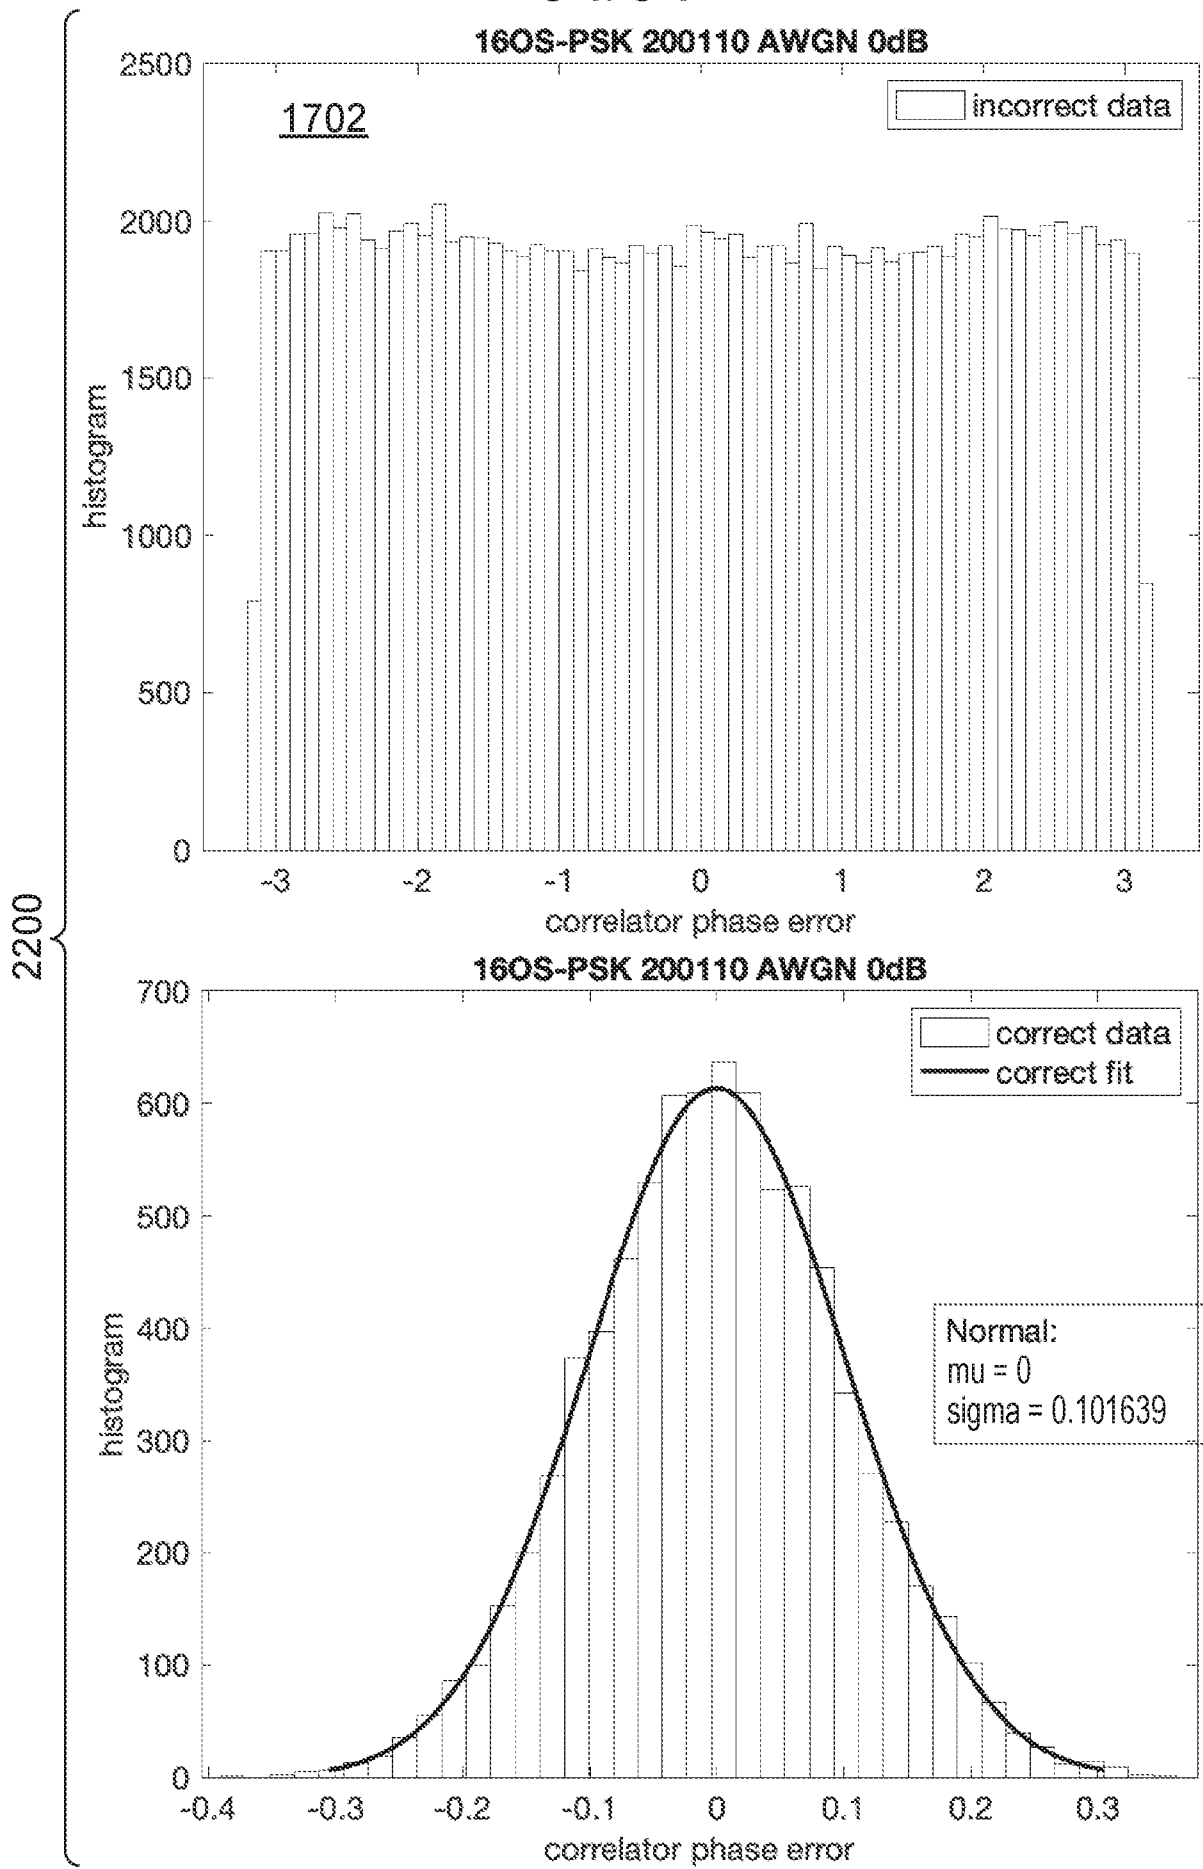 16OS-PSK 200110 AWGN 0dB
2500
2000
1500
1000
500
0
histogram
1702
incorrect data
-3
-2
-1
0
1
2
3
correlator phase error
2200
16OS-PSK 200110 AWGN 0dB
700
600
500
400
300
200
100
0
histogram
correct data
correct fit
Normal:
mu = 0
sigma = 0.101639
-0.4
-0.3
-0.2
-0.1
0
0.1
0.2
0.3
correlator phase error